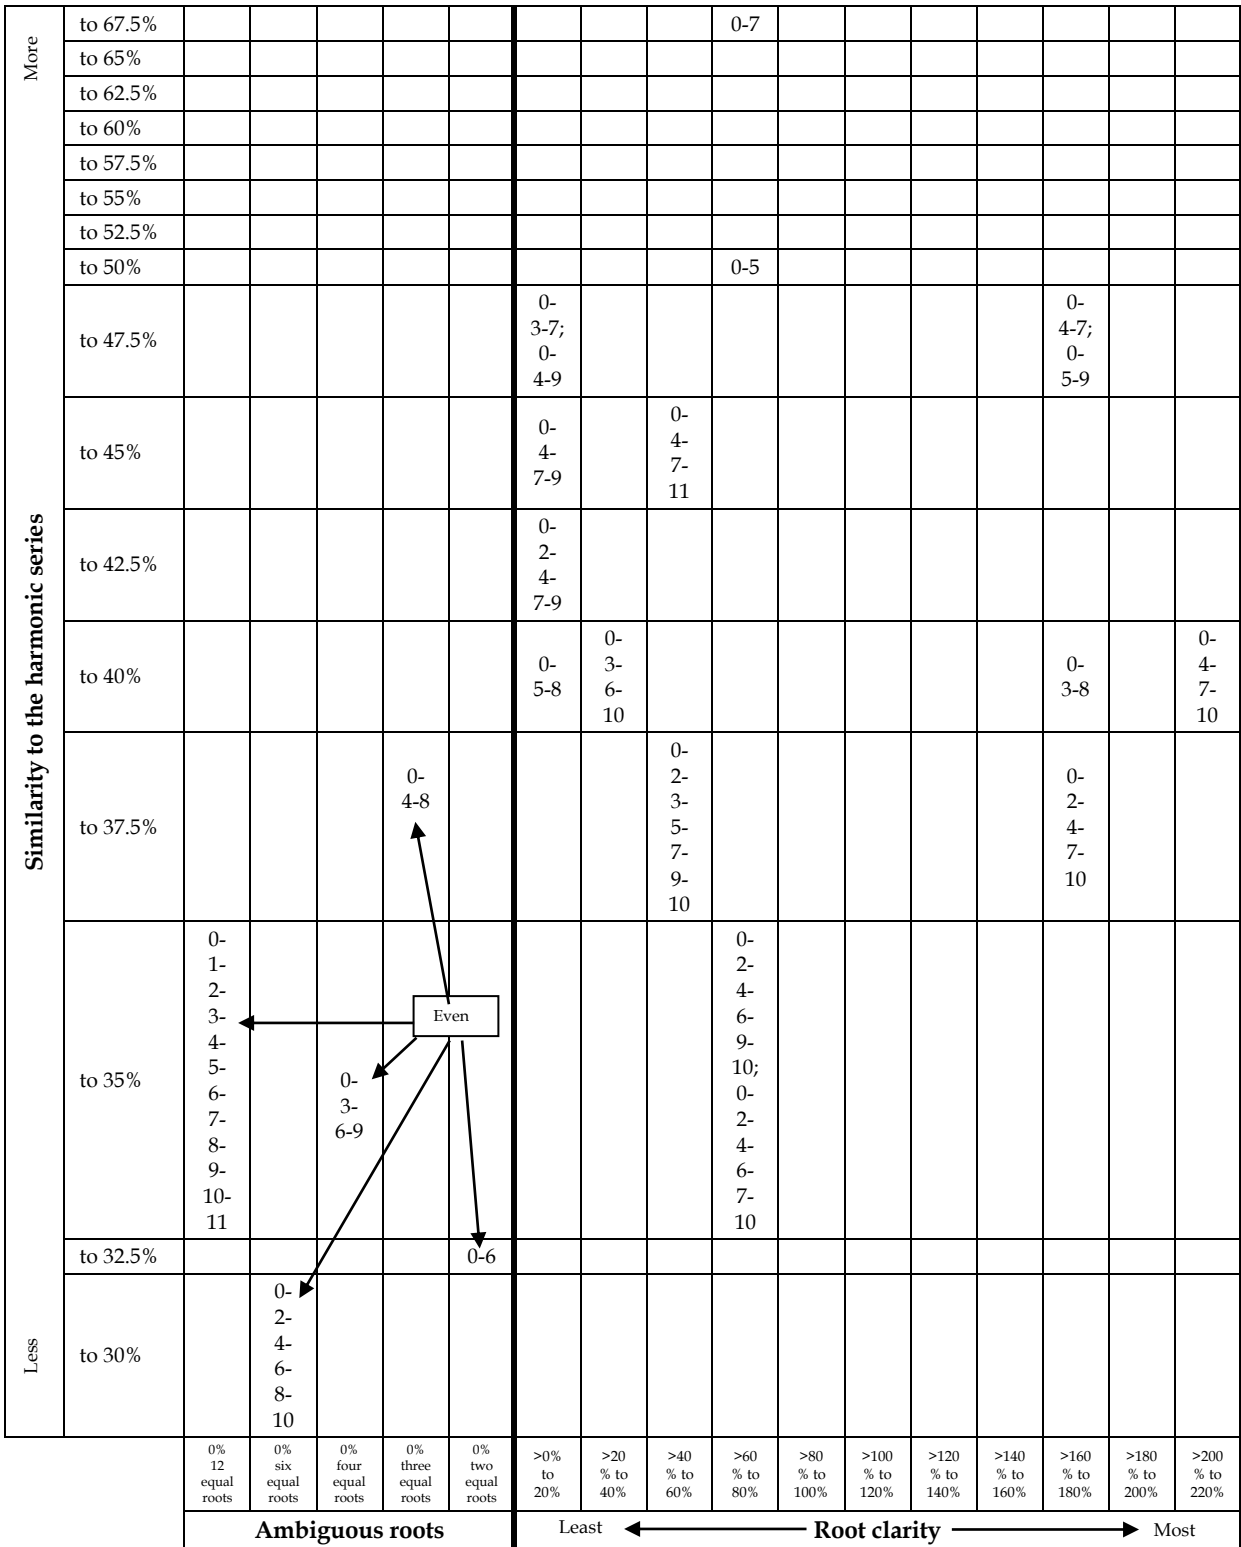 More
to 67.5%
0-7
to 65%
to 62.5%
to 60%
to 57.5%
to 55%
to 52.5%
to 50%
0-5
Similarity to the harmonic series
to 47.5%
0-
3-7;
0-
4-9
0-
4-7;
0-
5-9
to 45%
0-
4-
7-9
0-
4-
7-
11
to 42.5%
0-
2-
4-
7-9
to 40%
0-
5-8
0-
3-
6-
10
0-
3-8
0-
4-
7-
10
to 37.5%
0-
4-8
0-
2-
3-
5-
7-
9-
10
0-
2-
4-
7-
10
to 35%
0-
1-
2-
3-
4-
5-
6-
7-
8-
9-
10-
11
0-
3-
6-9
Even
0-
2-
4-
6-
9-
10;
0-
2-
4-
6-
7-
10
to 32.5%
0-6
Less
to 30%
0-
2-
4-
6-
8-
10
0%
12
equal
roots
0%
six
equal
roots
0%
four
equal
roots
0%
three
equal
roots
0%
two
equal
roots
>0%
to
20%
>20
% to
40%
>40
% to
60%
>60
% to
80%
>80
% to
100%
>100
% to
120%
>120
% to
140%
>140
% to
160%
>160
% to
180%
>180
% to
200%
>200
% to
220%
Ambiguous roots
Least
Root clarity
Most